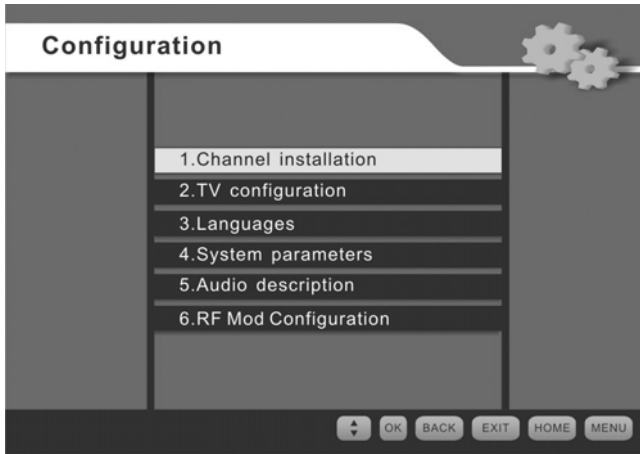 Configuration
1.Channel installation
2.TV configuration
3.Languages
4.System parameters
5.Audio description
6.RF Mod Configuration
OK BACK EXIT HOME MENU